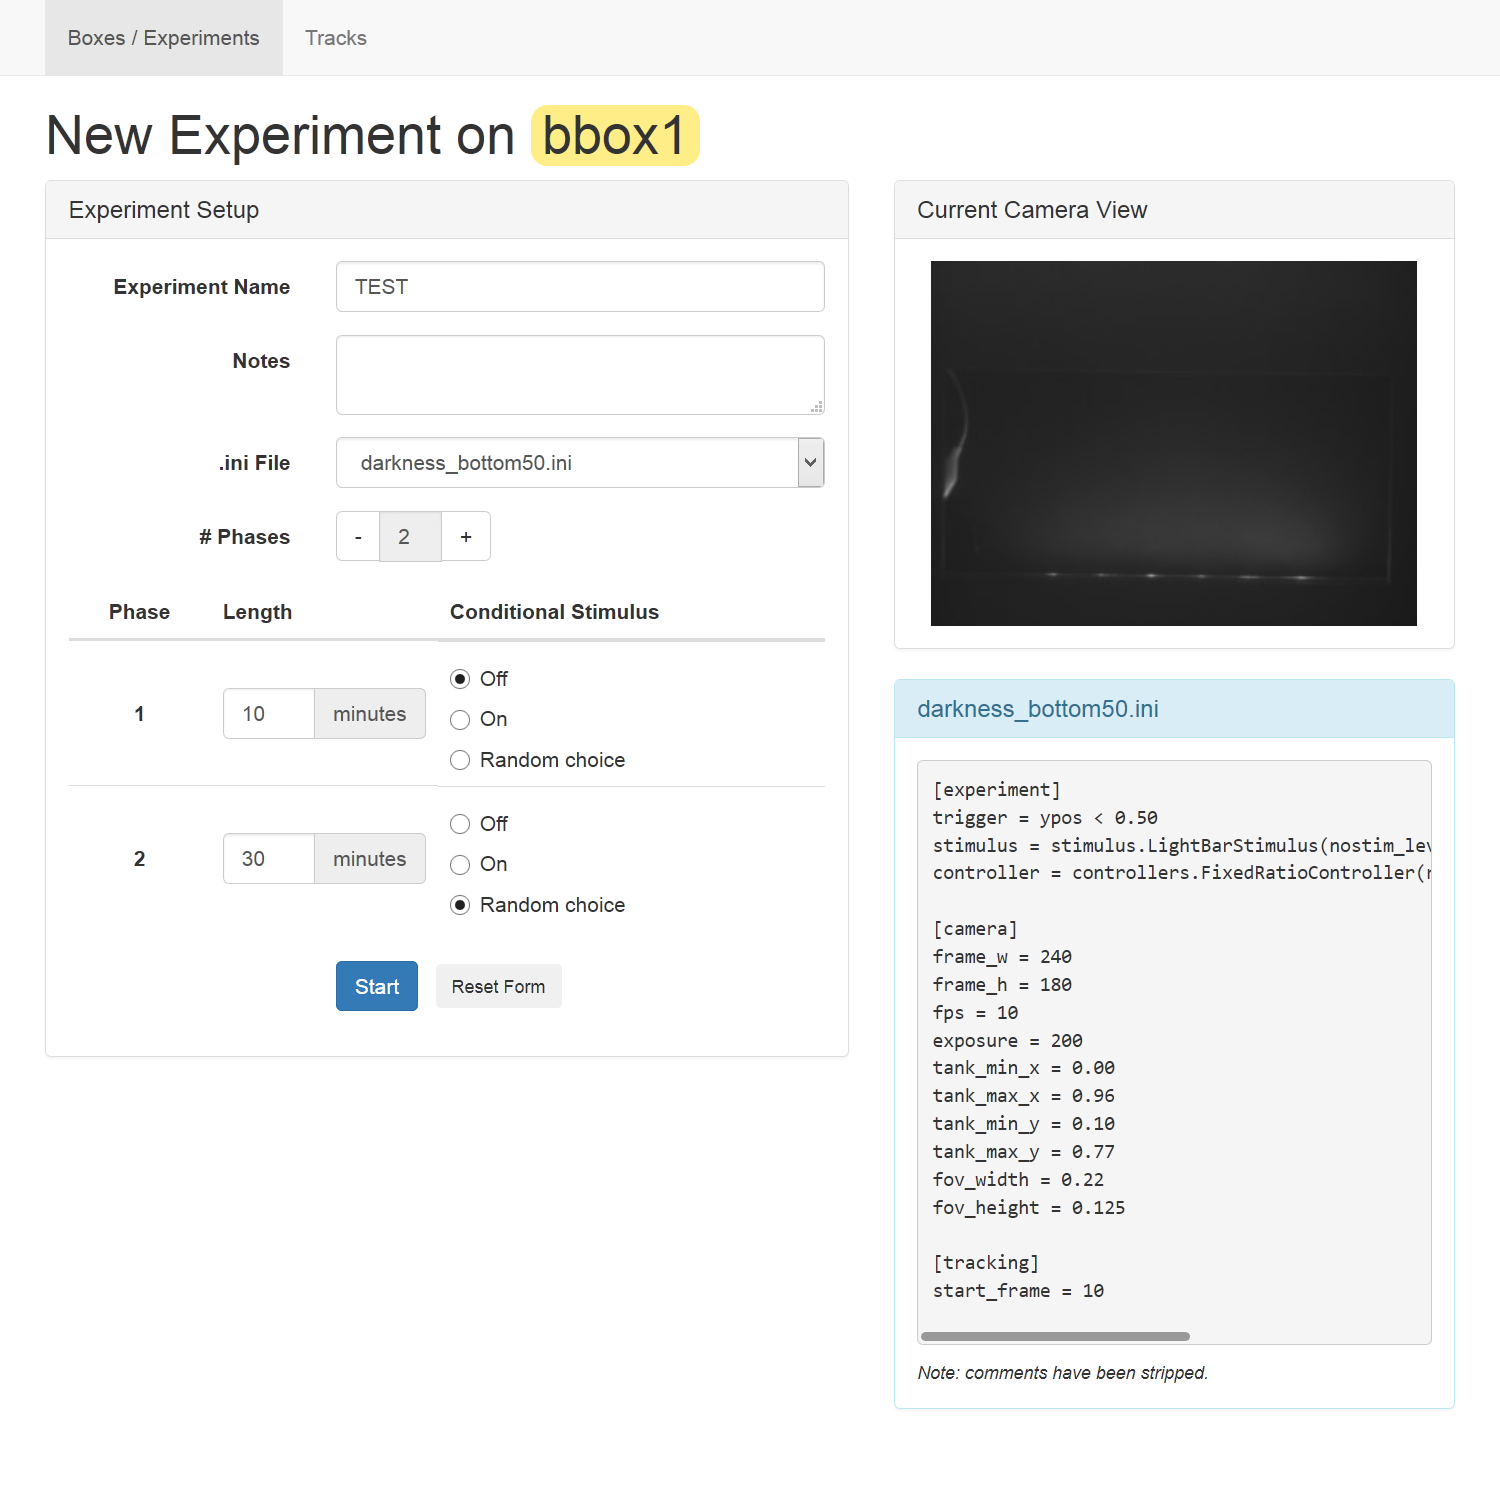 Boxes / Experiments Tracks
New Experiment on bbox1
Experiment Setup
Experiment Name TEST
Notes
.ini File darkness_bottom50.ini
# Phases - 2 +
Phase Length Conditional Stimulus
1 10 minutes
Off
On
Random choice
2 30 minutes
Off
On
Random choice
Start Reset Form
Current Camera View
darkness_bottom50.ini
[experiment]
trigger = ypos < 0.50
stimulus = stimulus.LightBarStimulus(nostim_lev
controller = controllers.FixedRatioController(r
[camera]
frame_w = 240
frame_h = 180
fps = 10
exposure = 200
tank_min_x = 0.00
tank_max_x = 0.96
tank_min_y = 0.10
tank_max_y = 0.77
fov_width = 0.22
fov_height = 0.125
[tracking]
start_frame = 10
Note: comments have been stripped.